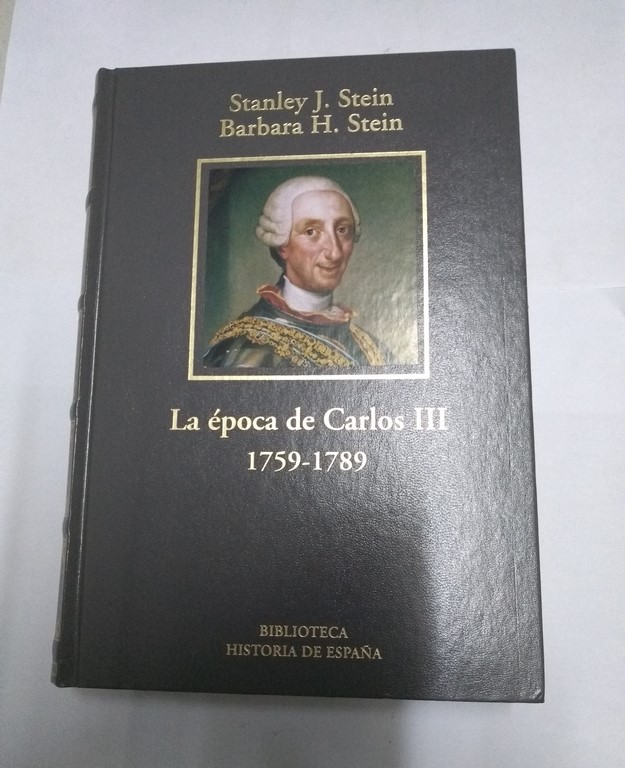 Stanley J. Stein
Barbara H. Stein
La época de Carlos III
1759-1789
BIBLIOTECA
HISTORIA DE ESPAÑA